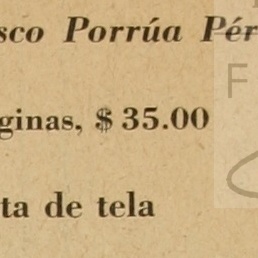 sco Porrúa Pér
ginas, $ 35.00
ta de tela
F